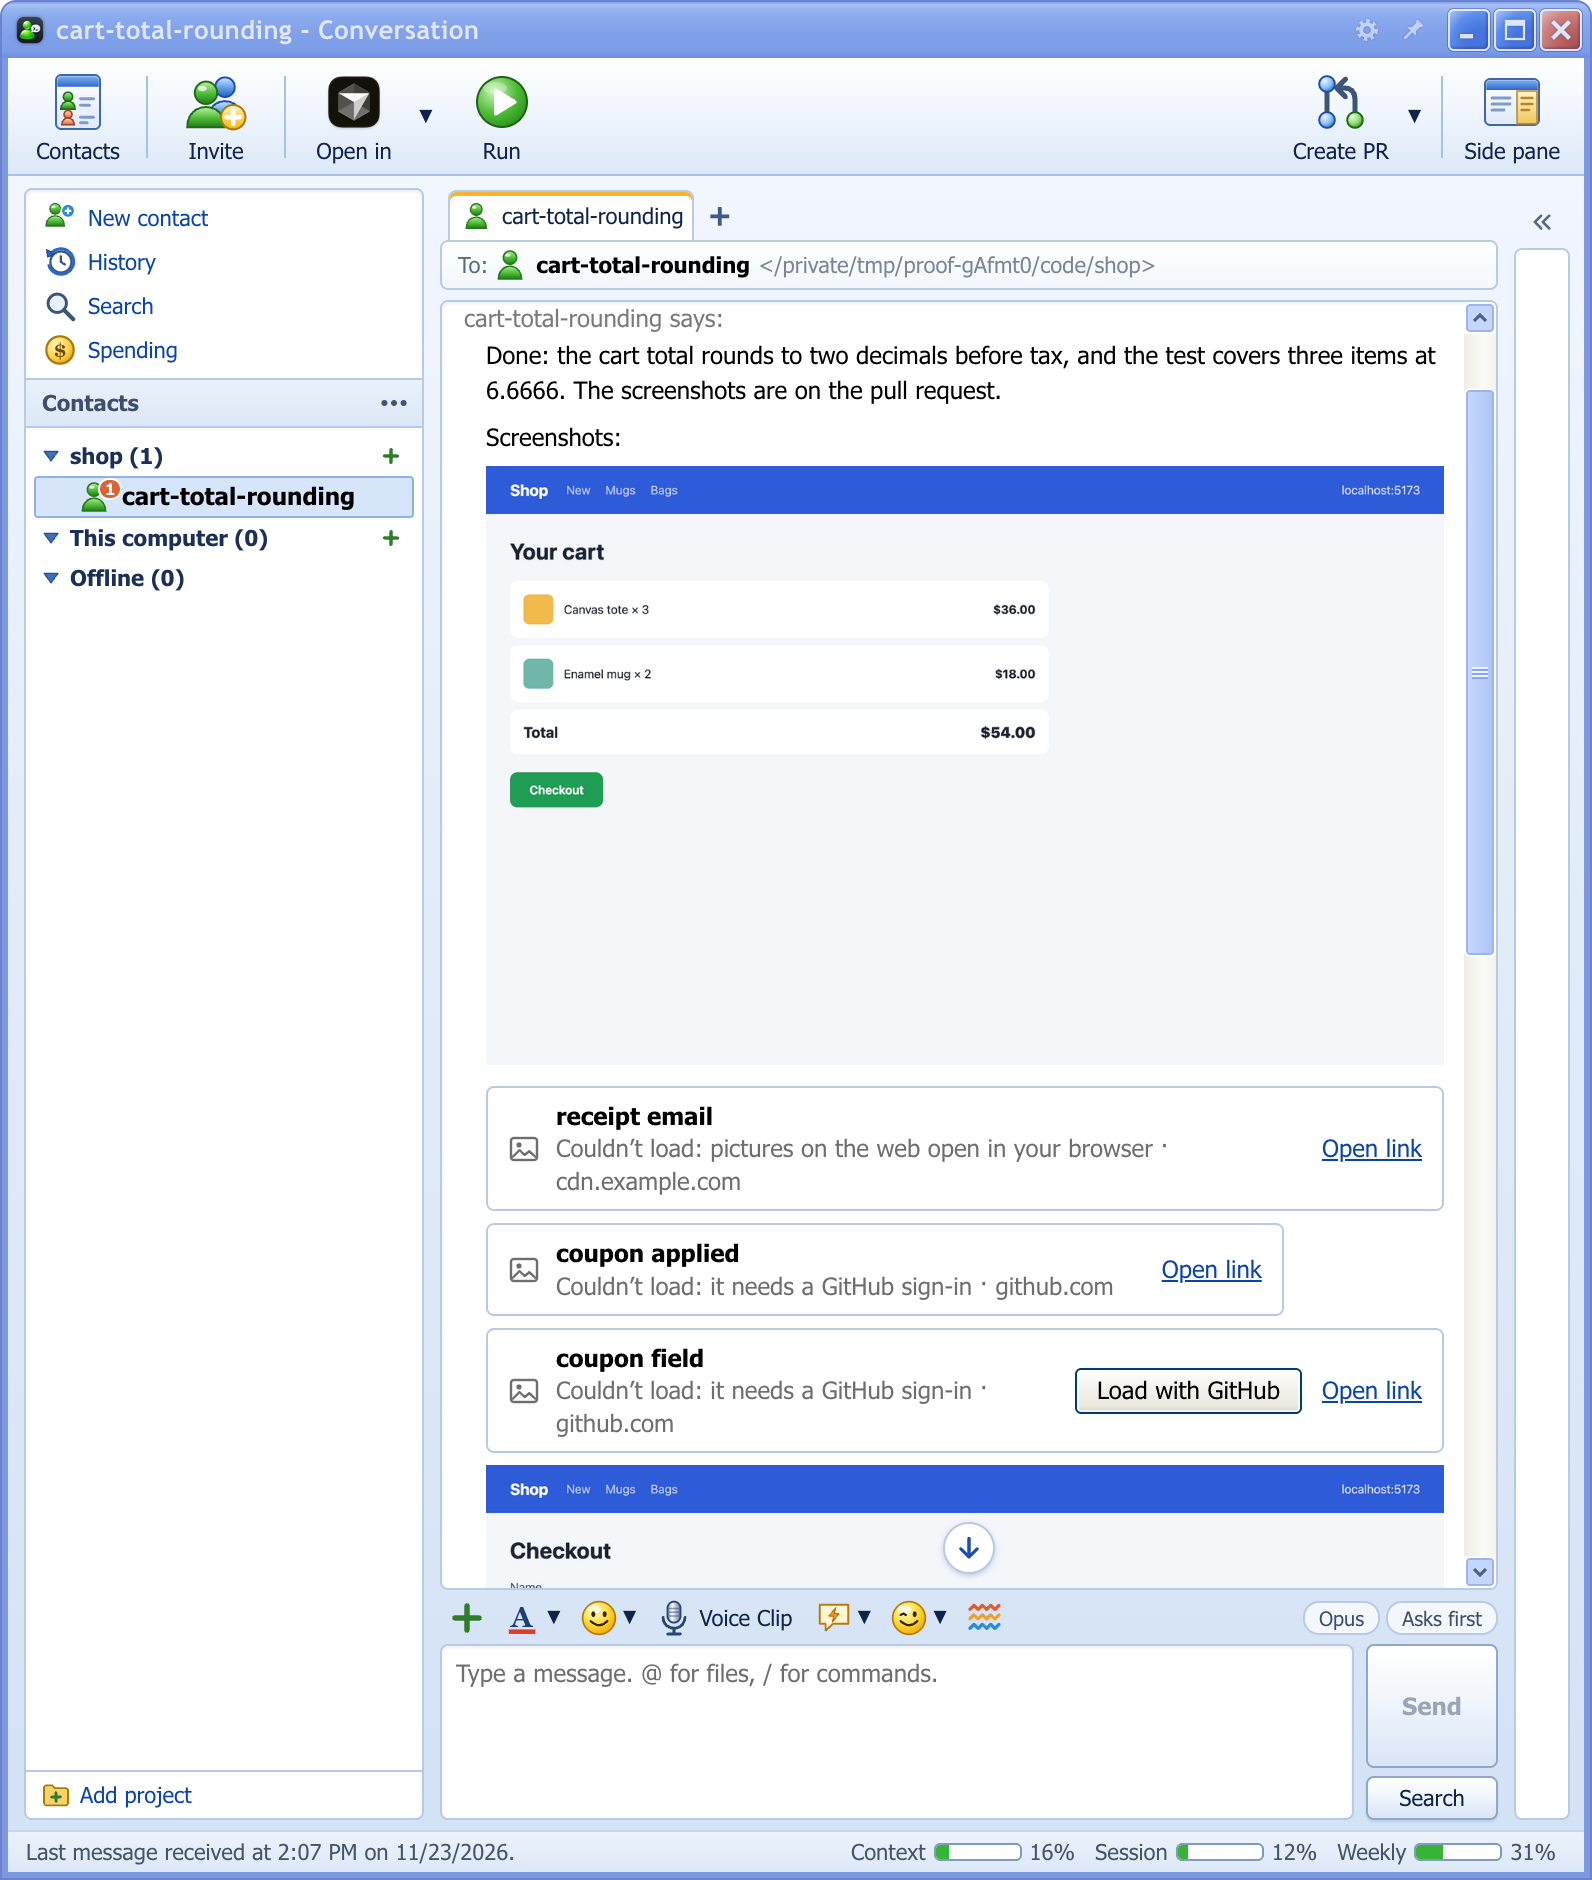 cart-total-rounding - Conversation
Contacts
Invite
Open in
Run
Create PR
Side pane
New contact
History
Search
Spending
Contacts
shop (1)
1
cart-total-rounding
This computer (0)
Offline (0)
Add project
cart-total-rounding
To: cart-total-rounding </private/tmp/proof-gAfmt0/code/shop>
cart-total-rounding says:
Done: the cart total rounds to two decimals before tax, and the test covers three items at
6.6666. The screenshots are on the pull request.
Screenshots:
Shop New Mugs Bags localhost:5173
Your cart
Canvas tote × 3 $36.00
Enamel mug × 2 $18.00
Total $54.00
Checkout
receipt email
Couldn’t load: pictures on the web open in your browser ·
cdn.example.com
Open link
coupon applied
Couldn’t load: it needs a GitHub sign-in · github.com
Open link
coupon field
Couldn’t load: it needs a GitHub sign-in ·
github.com
Load with GitHub
Open link
Shop New Mugs Bags localhost:5173
Checkout
Name
A
Voice Clip
Opus
Asks first
Type a message. @ for files, / for commands.
Send
Search
Last message received at 2:07 PM on 11/23/2026.
Context 16% Session 12% Weekly 31%